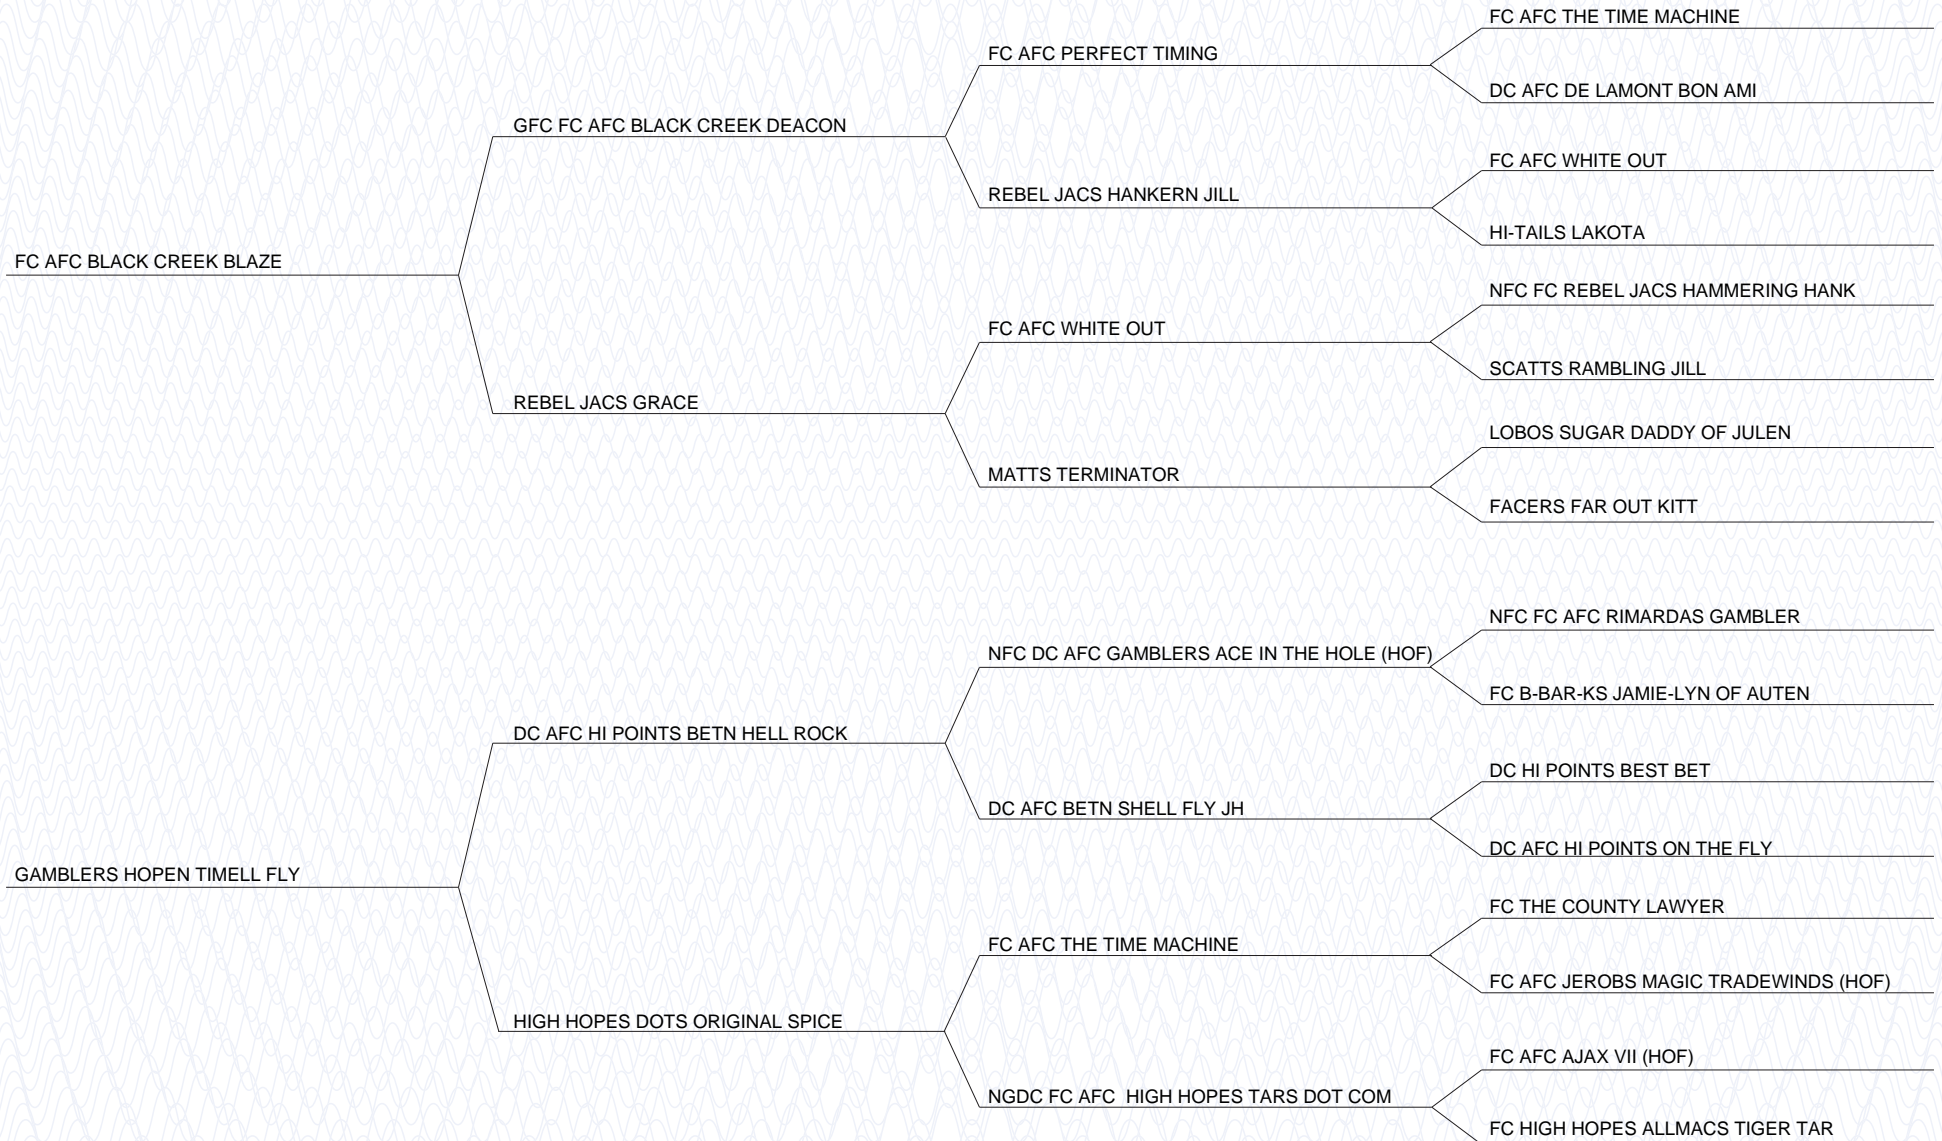 FC AFC THE TIME MACHINE
FC AFC PERFECT TIMING
DC AFC DE LAMONT BON AMI
GFC FC AFC BLACK CREEK DEACON
FC AFC WHITE OUT
REBEL JACS HANKERN JILL
HI-TAILS LAKOTA
FC AFC BLACK CREEK BLAZE
NFC FC REBEL JACS HAMMERING HANK
FC AFC WHITE OUT
SCATTS RAMBLING JILL
REBEL JACS GRACE
LOBOS SUGAR DADDY OF JULEN
MATTS TERMINATOR
FACERS FAR OUT KITT
NFC FC AFC RIMARDAS GAMBLER
NFC DC AFC GAMBLERS ACE IN THE HOLE (HOF)
FC B-BAR-KS JAMIE-LYN OF AUTEN
DC AFC HI POINTS BETN HELL ROCK
DC HI POINTS BEST BET
DC AFC BETN SHELL FLY JH
DC AFC HI POINTS ON THE FLY
GAMBLERS HOPEN TIMELL FLY
FC THE COUNTY LAWYER
FC AFC THE TIME MACHINE
FC AFC JEROBS MAGIC TRADEWINDS (HOF)
HIGH HOPES DOTS ORIGINAL SPICE
FC AFC AJAX VII (HOF)
NGDC FC AFC  HIGH HOPES TARS DOT COM
FC HIGH HOPES ALLMACS TIGER TAR